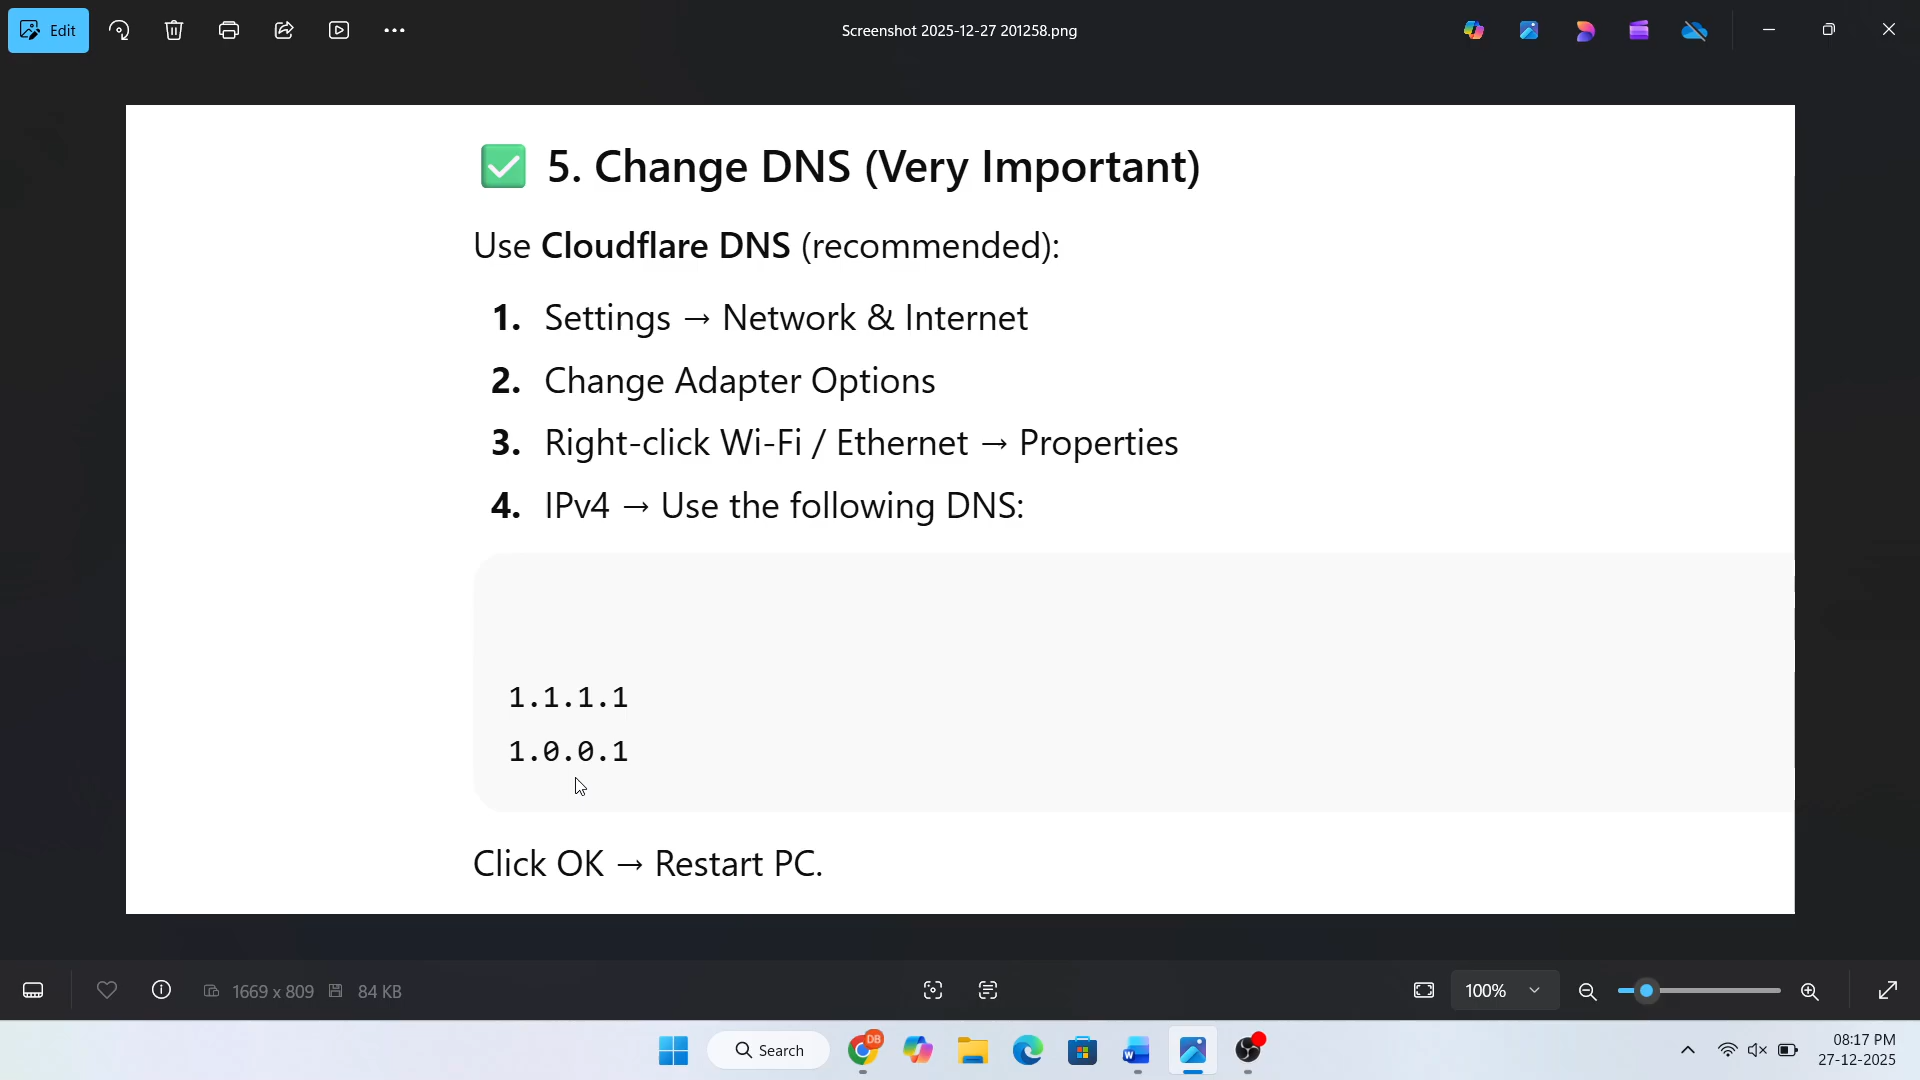 Edit
Screenshot 2025-12-27 201258.png
✅ 5. Change DNS (Very Important)
Use Cloudflare DNS (recommended):
1. Settings → Network & Internet
2. Change Adapter Options
3. Right-click Wi-Fi / Ethernet → Properties
4. IPv4 → Use the following DNS:
1.1.1.1
1.0.0.1
Click OK → Restart PC.
1669 x 809 84 KB
100%
Search
DB
W
08:17 PM
27-12-2025